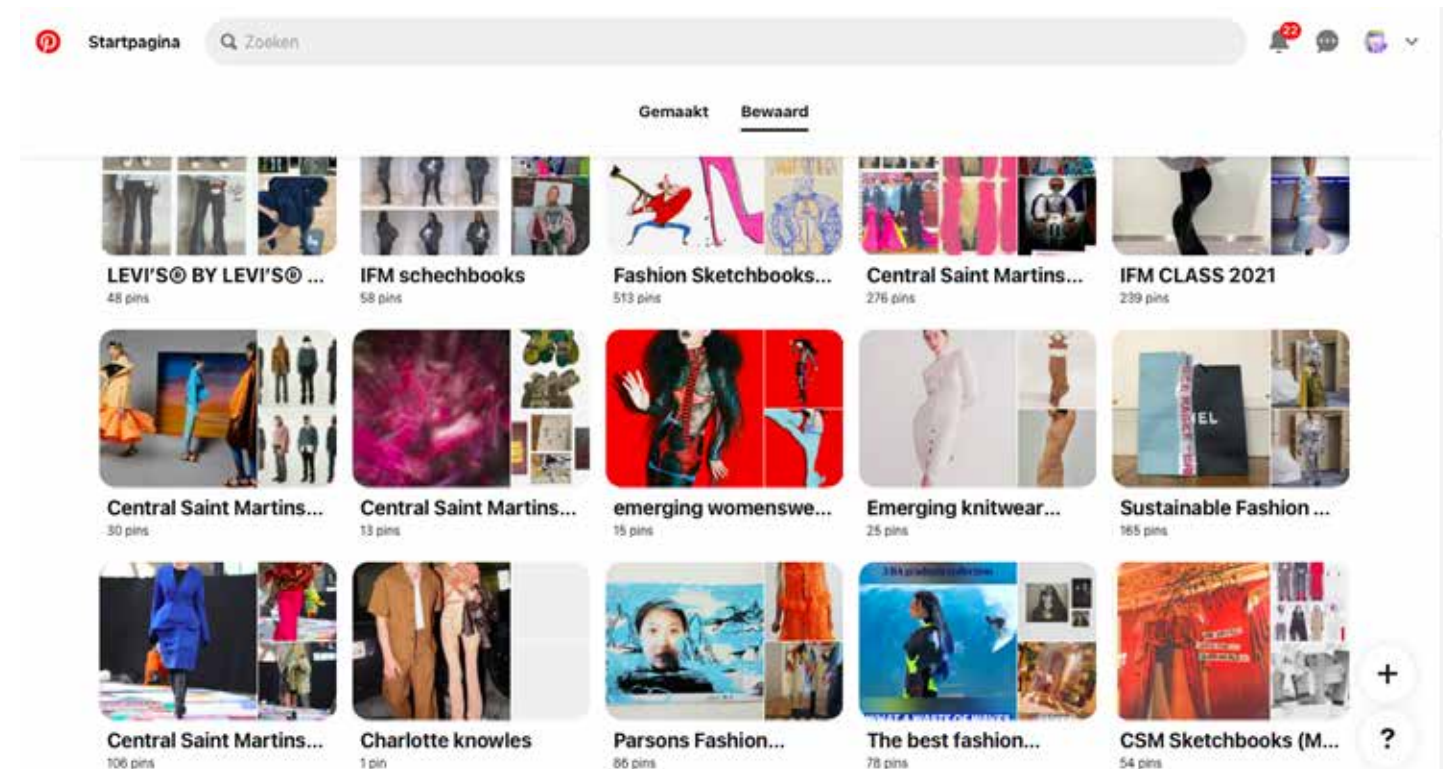 Startpagina
Zoeken
22
Gemaakt Bewaard
LEVI'S® BY LEVI'S® ...
48 pins
IFM schechbooks
58 pins
Fashion Sketchbooks...
513 pins
Central Saint Martins...
276 pins
IFM CLASS 2021
239 pins
Central Saint Martins...
30 pins
Central Saint Martins...
13 pins
emerging womenswe...
15 pins
Emerging knitwear...
25 pins
EL
Sustainable Fashion ...
165 pins
Central Saint Martins...
106 pins
Charlotte knowles
1 pin
Parsons Fashion...
86 pins
WHAT A WASTE OF WAVES
The best fashion...
78 pins
CSM Sketchbooks (M...
54 pins
+
?